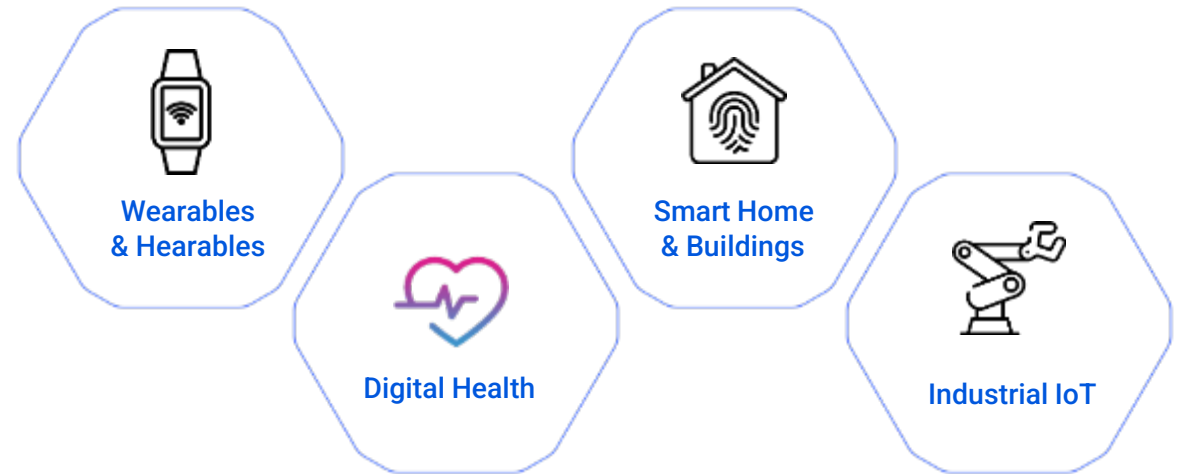 Wearables
& Hearables
Digital Health
Smart Home
& Buildings
Industrial IoT